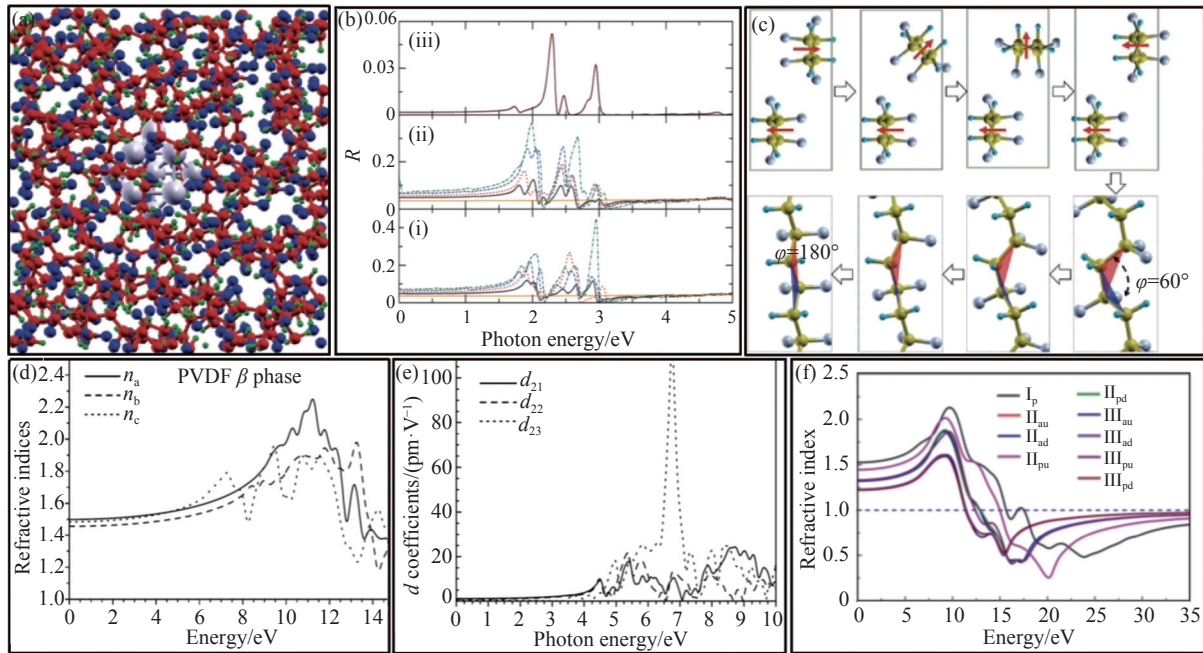 (a)
(b)
0.06
(iii)
0.03
0
(ii)
0.2
0
R
(i)
0.4
0.2
0
0 1 2 3 4 5
Photon energy/eV
(c)
φ=180°
φ=60°
(d)
PVDF β phase
n_a
n_b
n_c
2.4
2.2
2.0
1.8
1.6
1.4
1.2
1.0
Refractive indices
0 2 4 6 8 10 12 14
Energy/eV
(e)
d_21
d_22
d_23
100
80
60
40
20
0
d coefficients/(pm·V⁻¹)
0 1 2 3 4 5 6 7 8 9 10
Photon energy/eV
(f)
I_p
II_au
II_ad
II_pu
II_pd
III_au
III_ad
III_pu
III_pd
2.5
2.0
1.5
1.0
0.5
0
Refractive index
0 5 10 15 20 25 30 35
Energy/eV